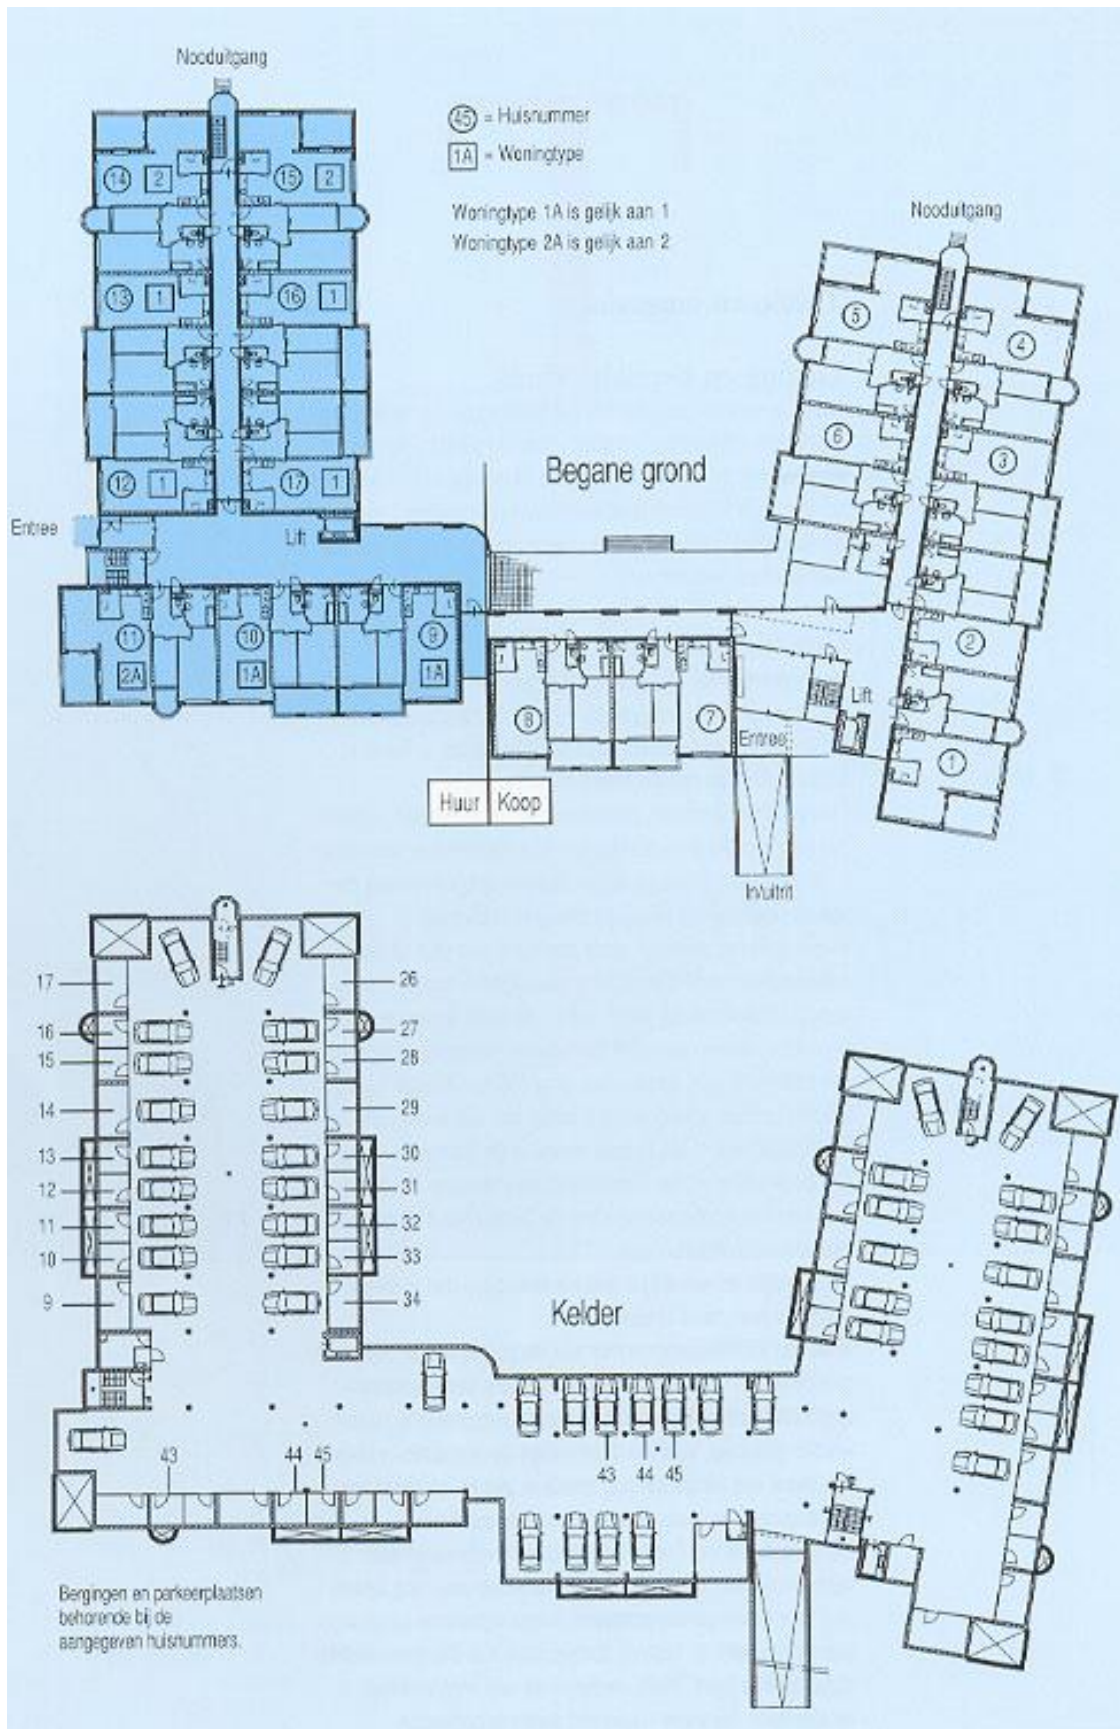 Nooduitgang
45 = Huisnummer
1A = Woningtype
Woningtype 1A is gelijk aan 1
Woningtype 2A is gelijk aan 2
Nooduitgang
14 2 15 2
13 1 16 1
12 1 17 1
5
4
6
3
Begane grond
Entree
Lift
11
2A
10
1A
9
1A
2
8
7
Lift
Entree
1
Huur Koop
In/uitrit
17
26
16
27
15
28
14
29
13
30
12
31
11
32
10
33
9
34
Kelder
43
44 45
43 44 45
Bergingen en parkeerplaatsen
behorende bij de
aangegeven huisnummers.